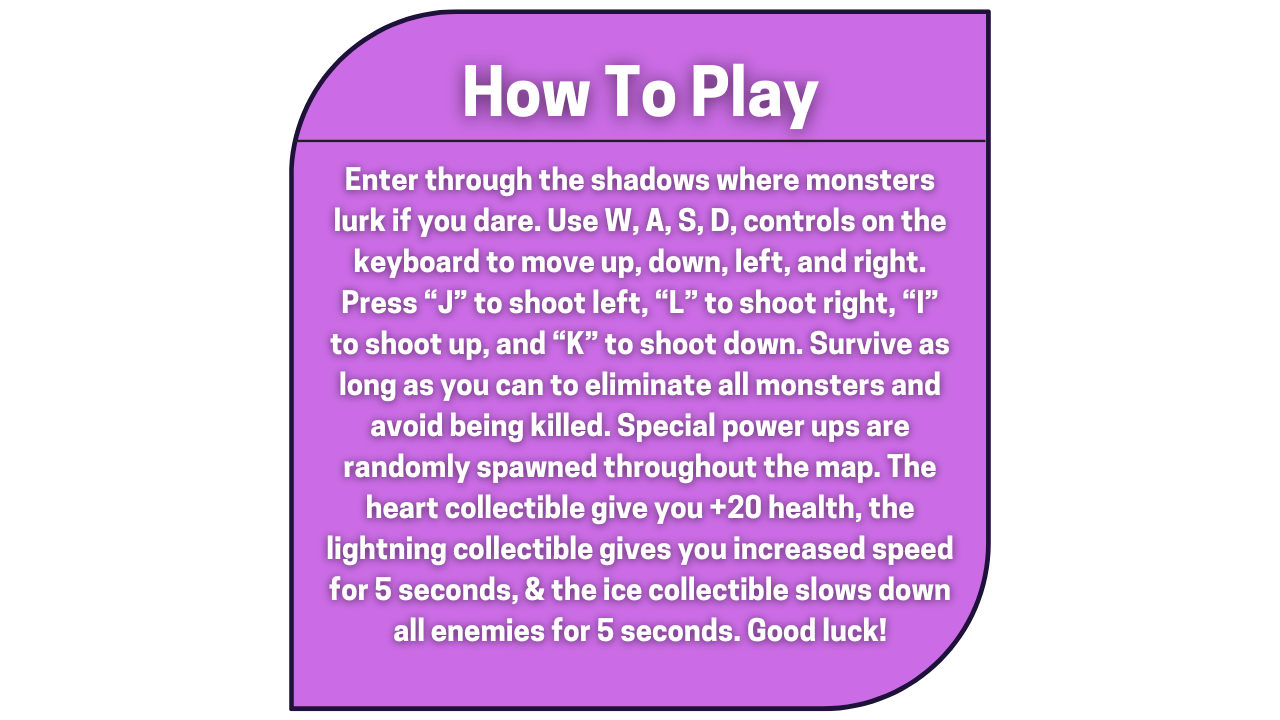 How To Play
Enter through the shadows where monsters
lurk if you dare. Use W, A, S, D, controls on the
keyboard to move up, down, left, and right.
Press “J” to shoot left, “L” to shoot right, “I”
to shoot up, and “K” to shoot down. Survive as
long as you can to eliminate all monsters and
avoid being killed. Special power ups are
randomly spawned throughout the map. The
heart collectible give you +20 health, the
lightning collectible gives you increased speed
for 5 seconds, & the ice collectible slows down
all enemies for 5 seconds. Good luck!